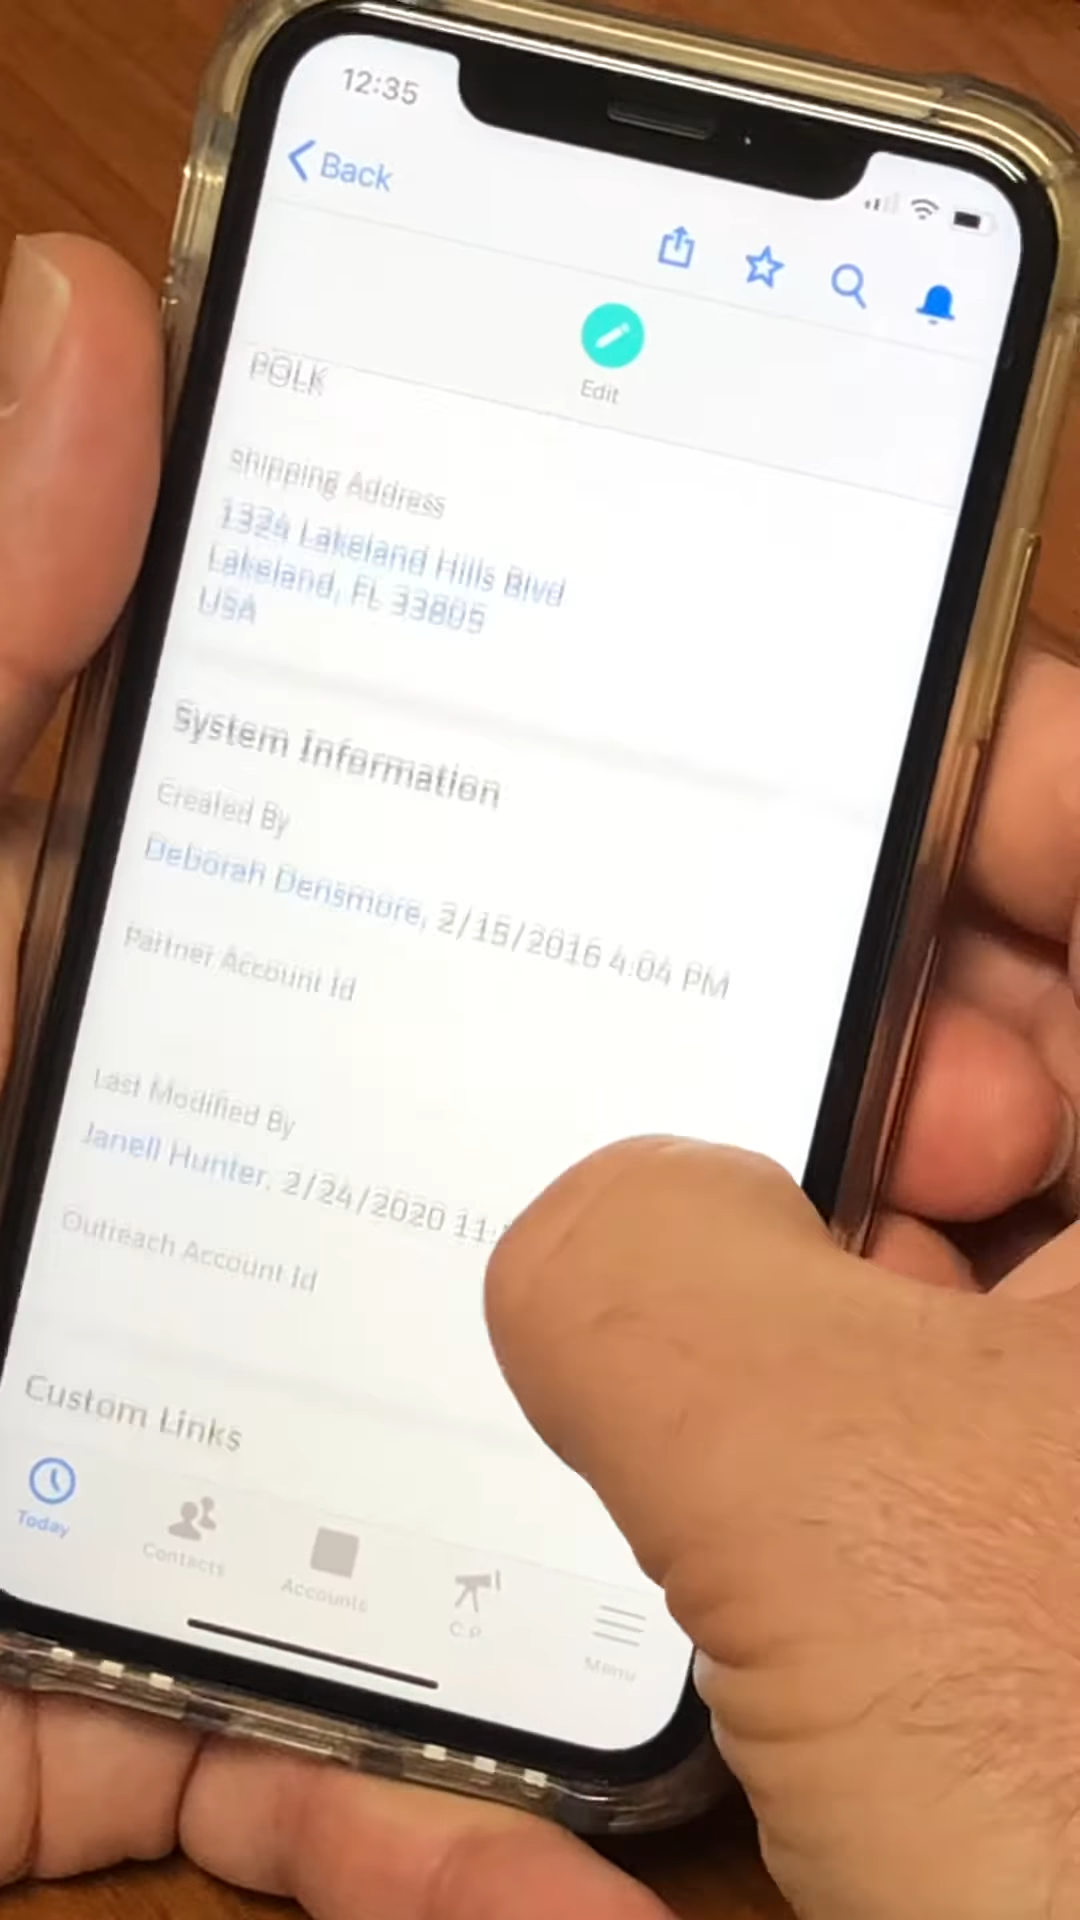 12:35
Back
Edit
POLK
Shipping Address
1324 Lakeland Hills Blvd
Lakeland, FL 33805
USA
System Information
Created By
Deborah Densmore, 2/15/2016 4:04 PM
Partner Account Id
Last Modified By
Janell Hunter, 2/24/2020 11:
Outreach Account Id
Custom Links
Today
Contacts
Accounts
C.P.
Menu